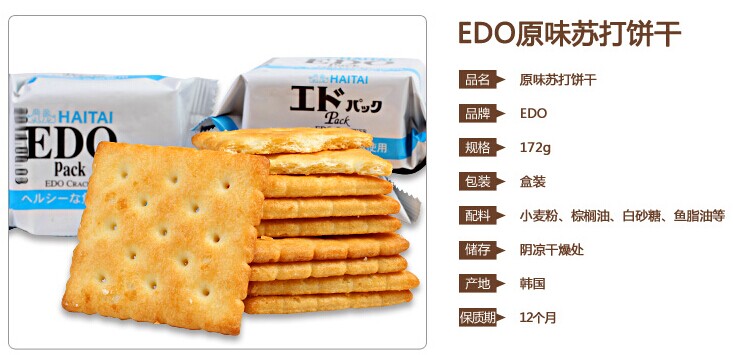 EDO原味苏打饼干
品名 原味苏打饼干
品牌 EDO
规格 172g
包装 盒装
配料 小麦粉、棕榈油、白砂糖、鱼脂油等
储存 阴凉干燥处
产地 韩国
保质期 12个月
HAITAI
EDO
Pack
EDO CRAC
ヘルシーな
HAITAI
エドパック
Pack
使用